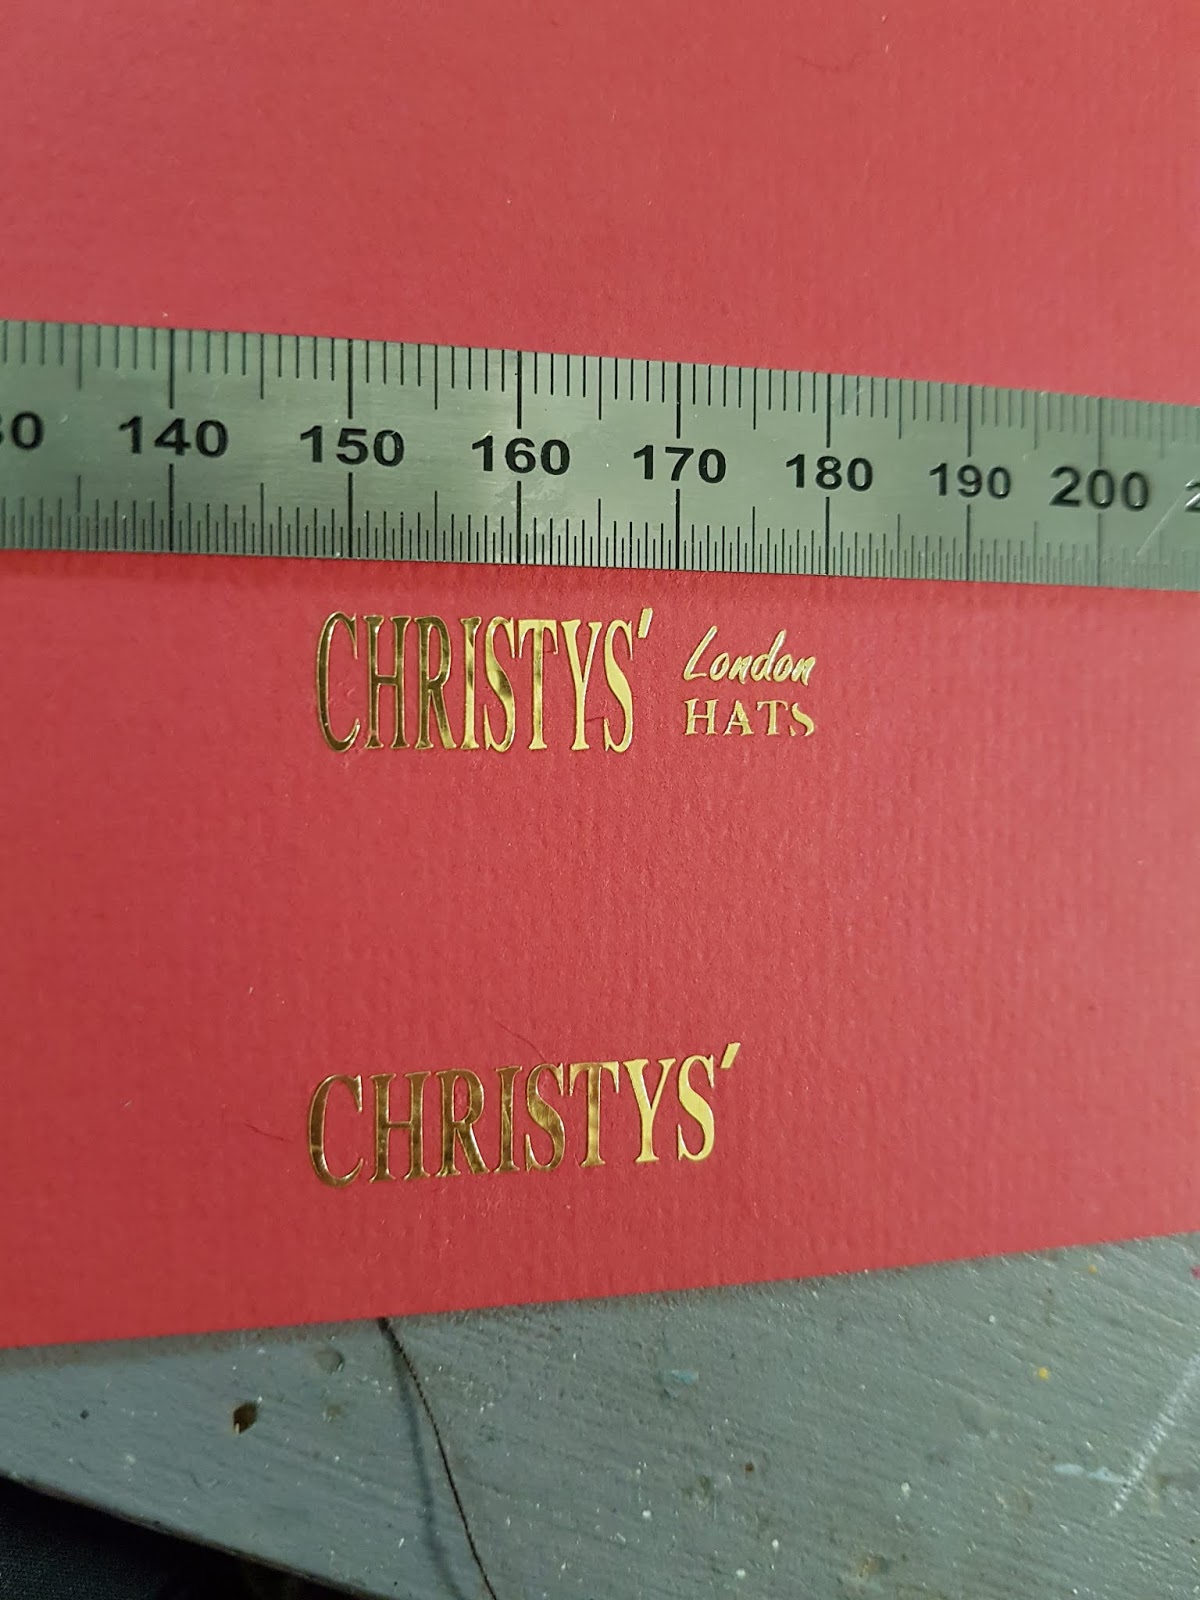 140 150 160 170 180 190 200
CHRISTYS' London
HATS
CHRISTYS'